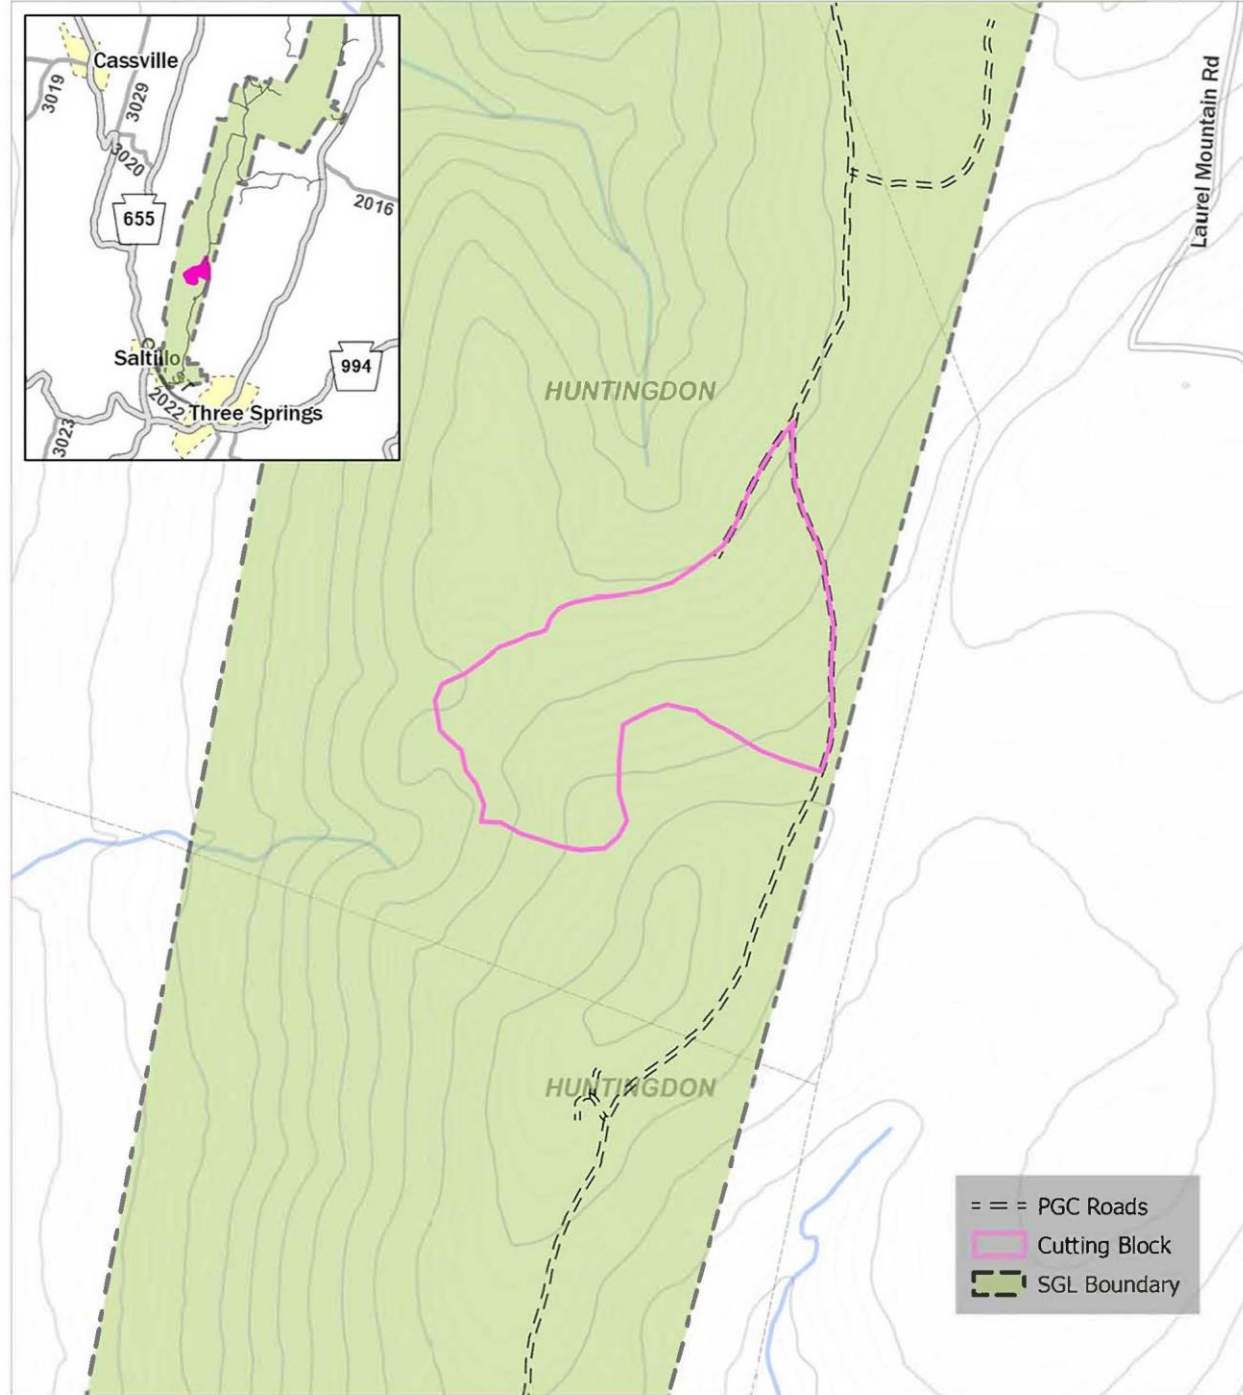 Cassville
3019
3029
3020
655
2016
Saltillo
994
2022
Three Springs
3023
Laurel Mountain Rd
HUNTINGDON
HUNTINGDON
PGC Roads
Cutting Block
SGL Boundary